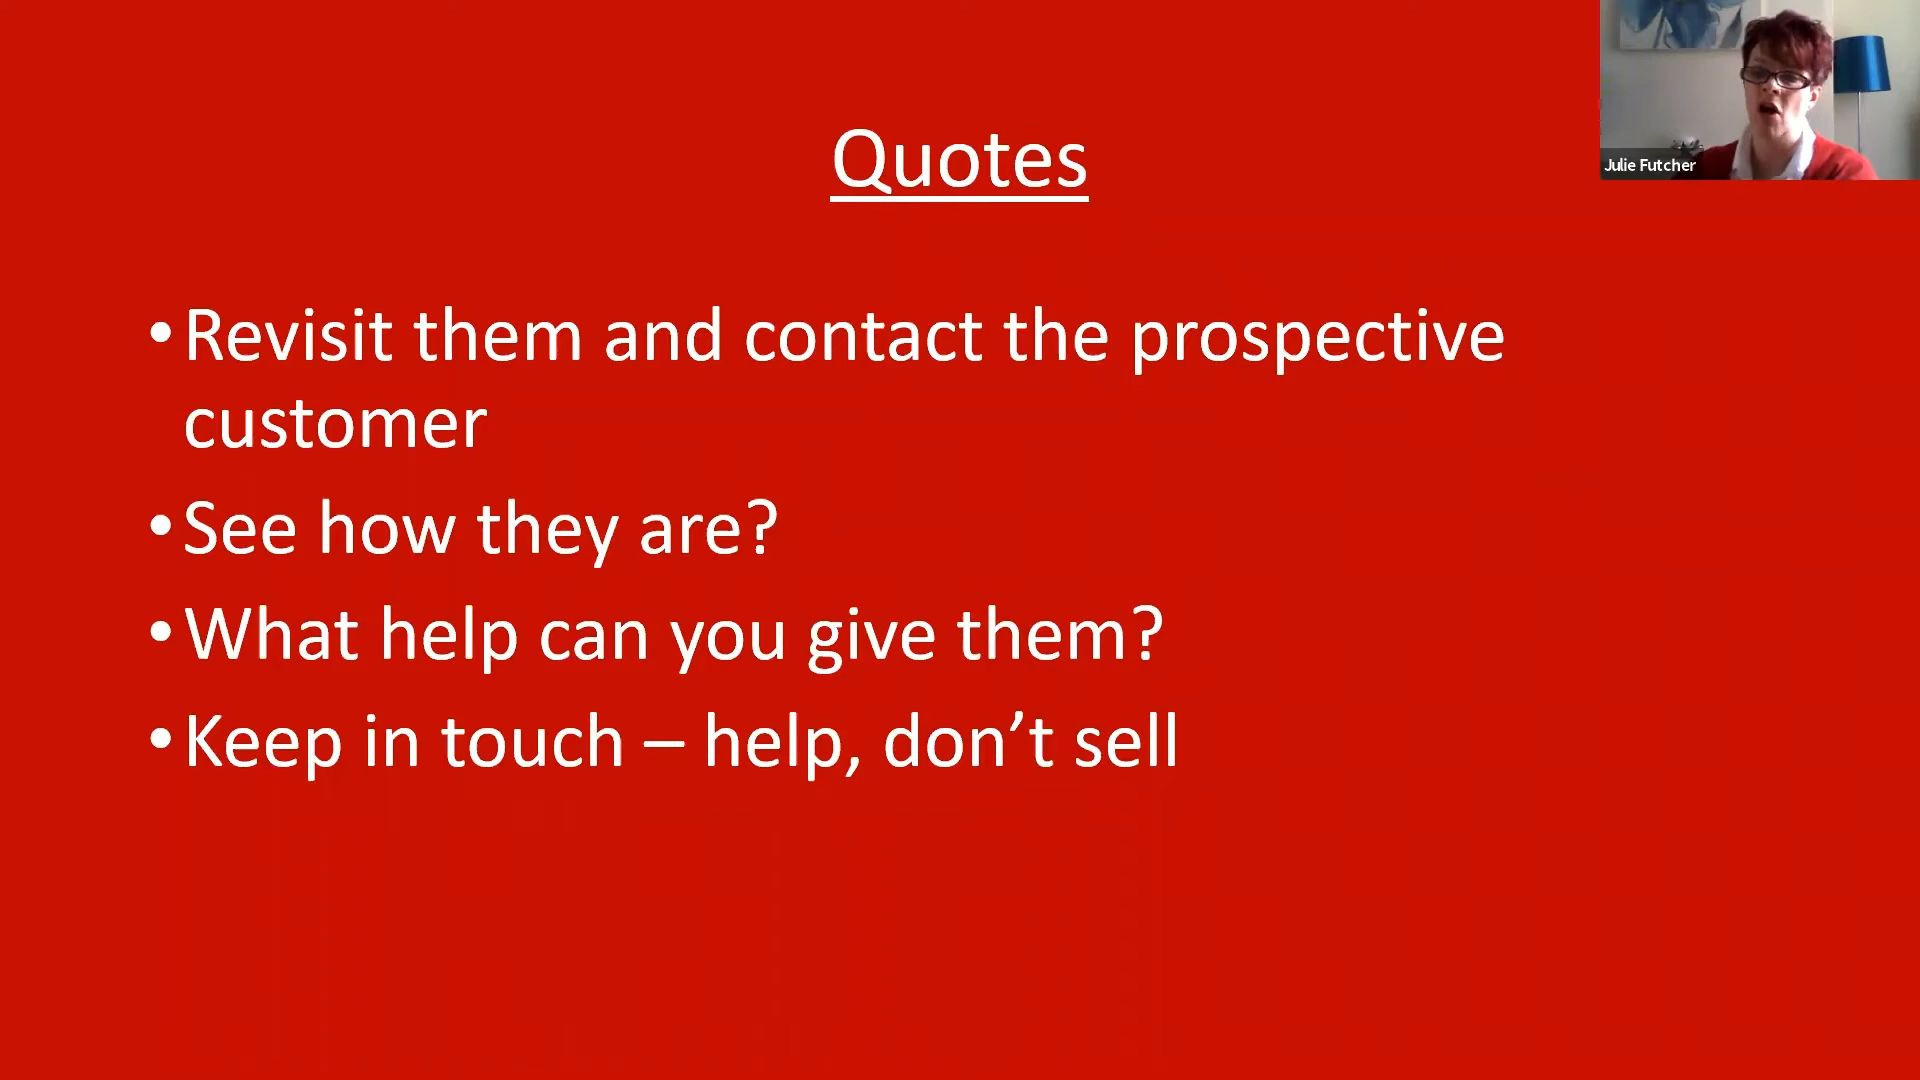 Quotes
Julie Futcher
•Revisit them and contact the prospective
customer
•See how they are?
•What help can you give them?
•Keep in touch – help, don’t sell